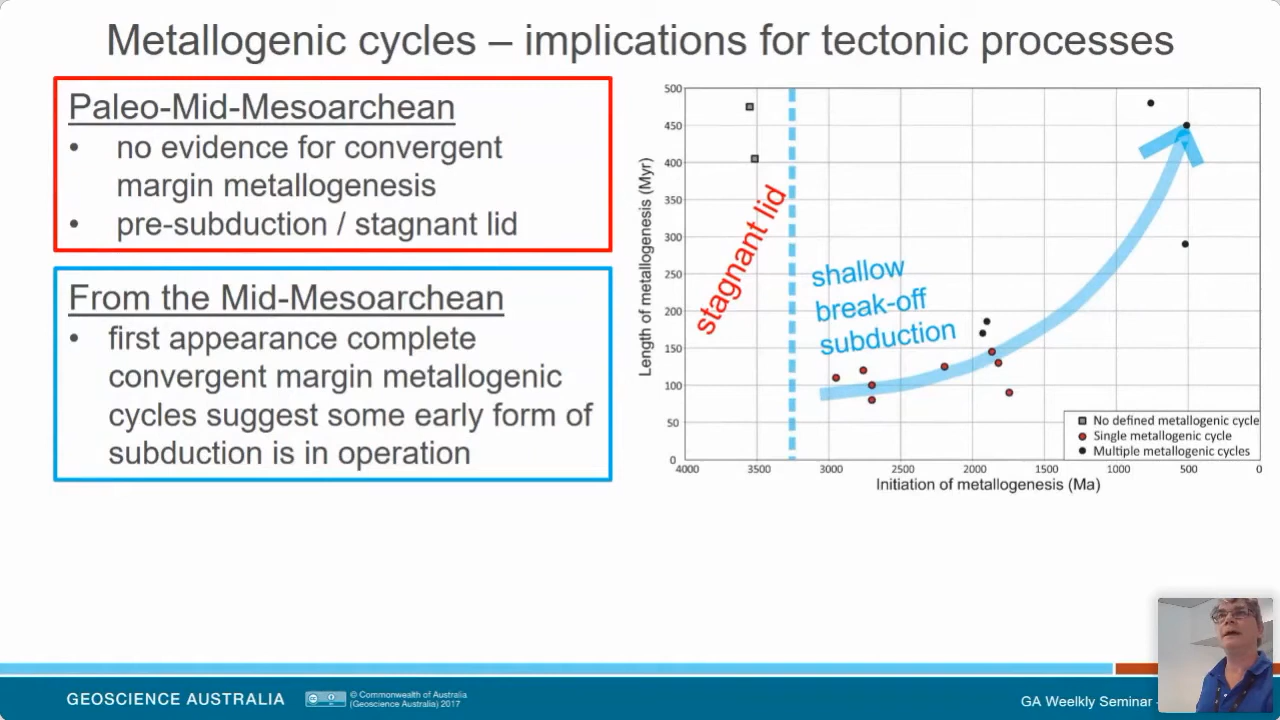 Metallogenic cycles – implications for tectonic processes
Paleo-Mid-Mesoarchean
• no evidence for convergent
margin metallogenesis
• pre-subduction / stagnant lid
From the Mid-Mesoarchean
• first appearance complete
convergent margin metallogenic
cycles suggest some early form of
subduction is in operation
Length of metallogenesis (Myr)
500
450
400
350
300
250
200
150
100
50
0
stagnant lid
shallow
break-off
subduction
No defined metallogenic cycle
Single metallogenic cycle
Multiple metallogenic cycles
4000 3500 3000 2500 2000 1500 1000 500 0
Initiation of metallogenesis (Ma)
GEOSCIENCE AUSTRALIA
© Commonwealth of Australia
(Geoscience Australia) 2017
GA Weelkly Seminar -